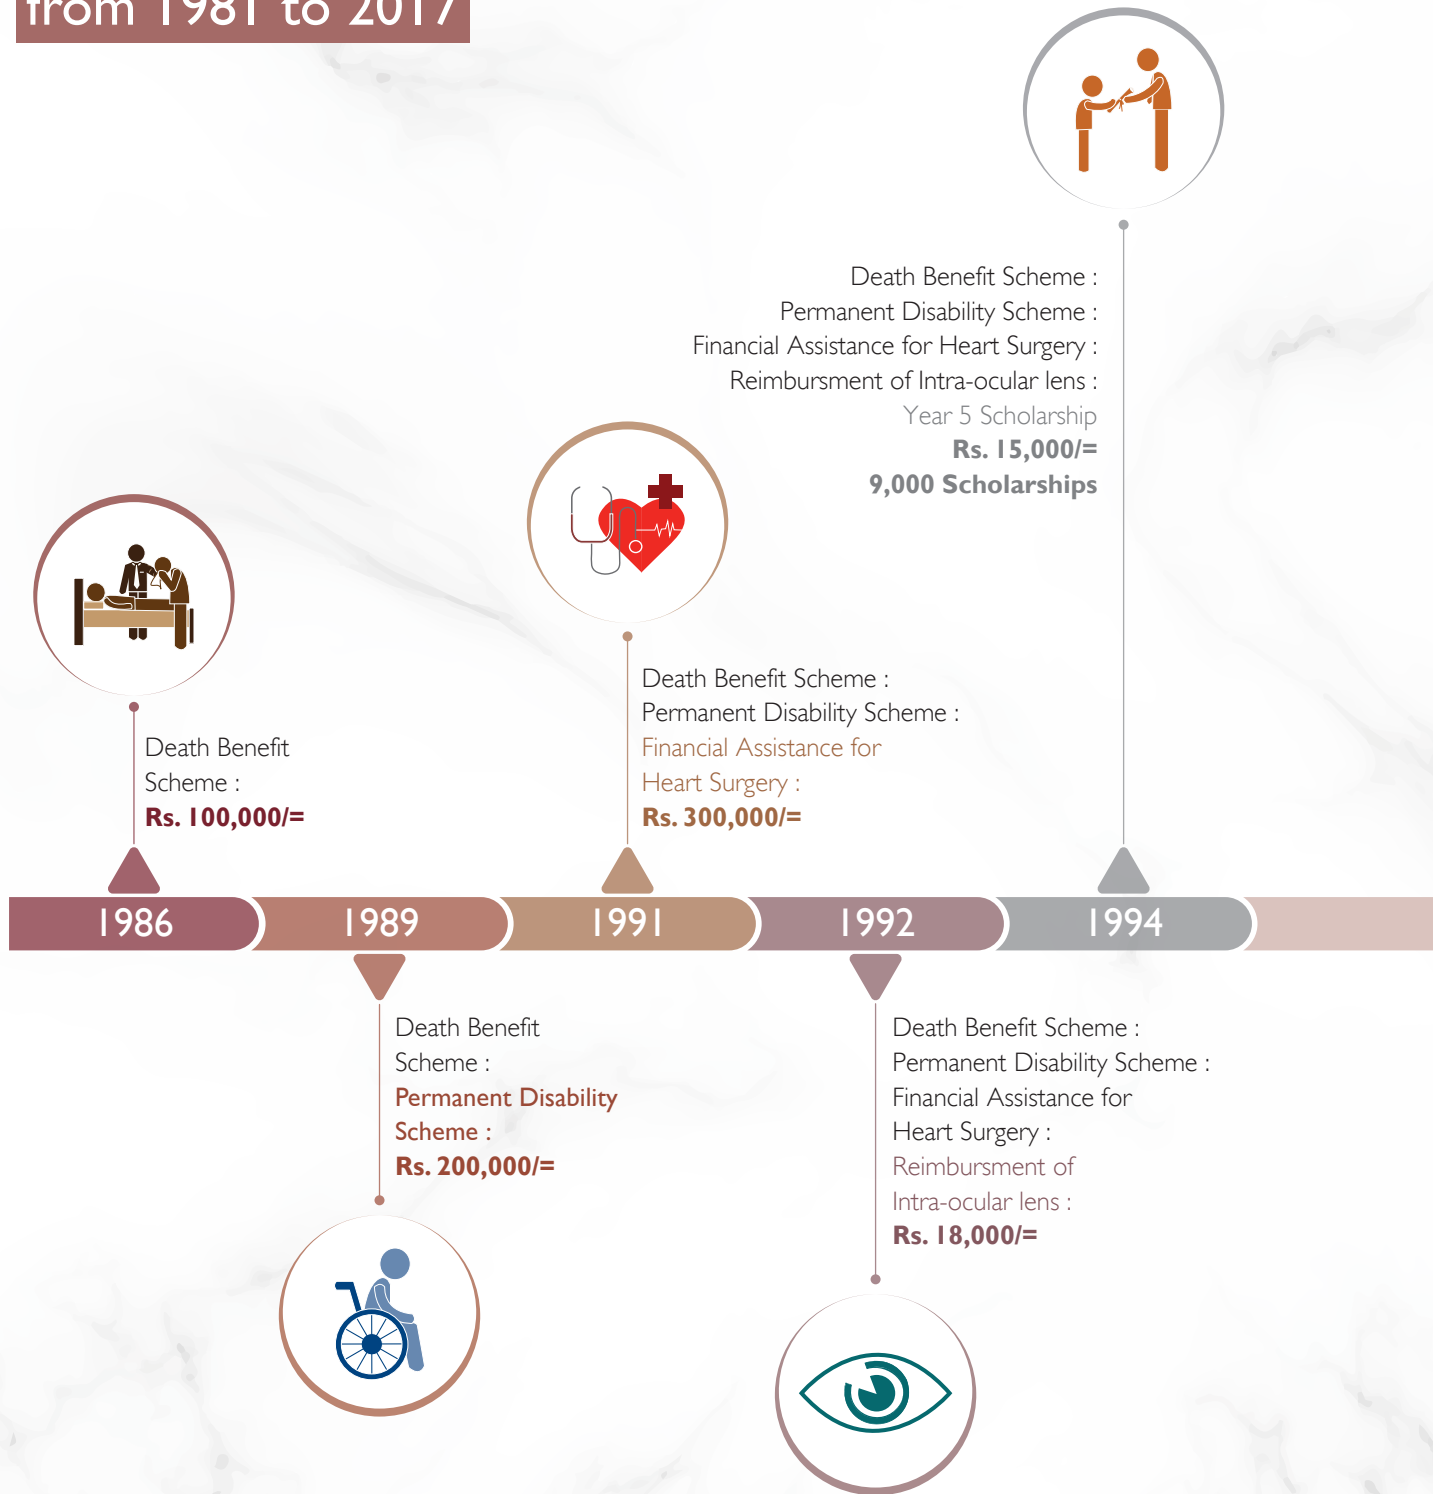 from 1981 to 2017
Death Benefit Scheme :
Permanent Disability Scheme :
Financial Assistance for Heart Surgery :
Reimbursment of Intra-ocular lens :
Year 5 Scholarship
Rs. 15,000/=
9,000 Scholarships
Death Benefit Scheme :
Permanent Disability Scheme :
Financial Assistance for
Heart Surgery :
Rs. 300,000/=
Death Benefit
Scheme :
Rs. 100,000/=
1986
1989
1991
1992
1994
Death Benefit
Scheme :
Permanent Disability
Scheme :
Rs. 200,000/=
Death Benefit Scheme :
Permanent Disability Scheme :
Financial Assistance for
Heart Surgery :
Reimbursment of
Intra-ocular lens :
Rs. 18,000/=